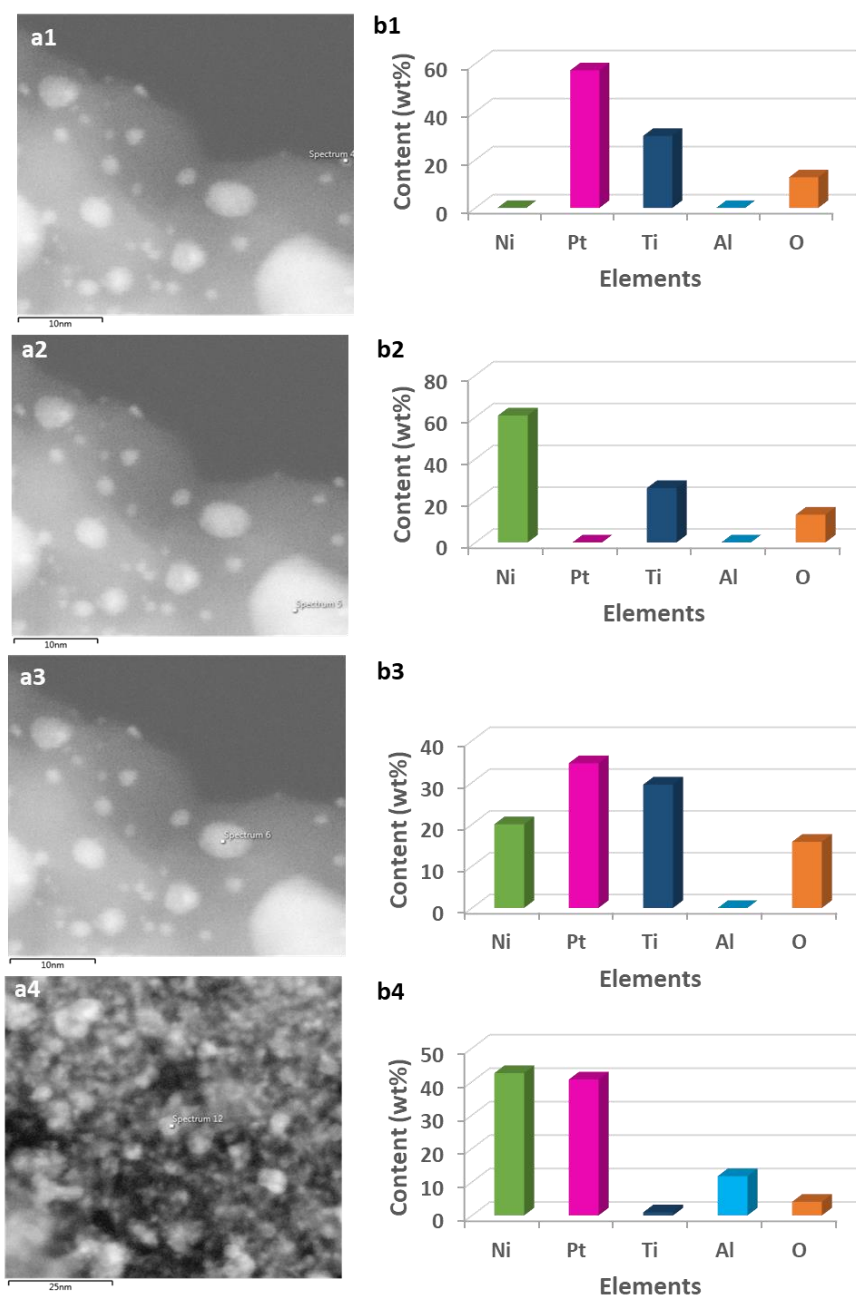 a1
Spectrum 4
10nm
b1
Content (wt%)
60
40
20
0
Ni Pt Ti Al O
Elements
a2
Spectrum 5
10nm
b2
Content (wt%)
80
60
40
20
0
Ni Pt Ti Al O
Elements
a3
Spectrum 6
10nm
b3
Content (wt%)
40
30
20
10
0
Ni Pt Ti Al O
Elements
a4
Spectrum 12
25nm
b4
Content (wt%)
50
40
30
20
10
0
Ni Pt Ti Al O
Elements